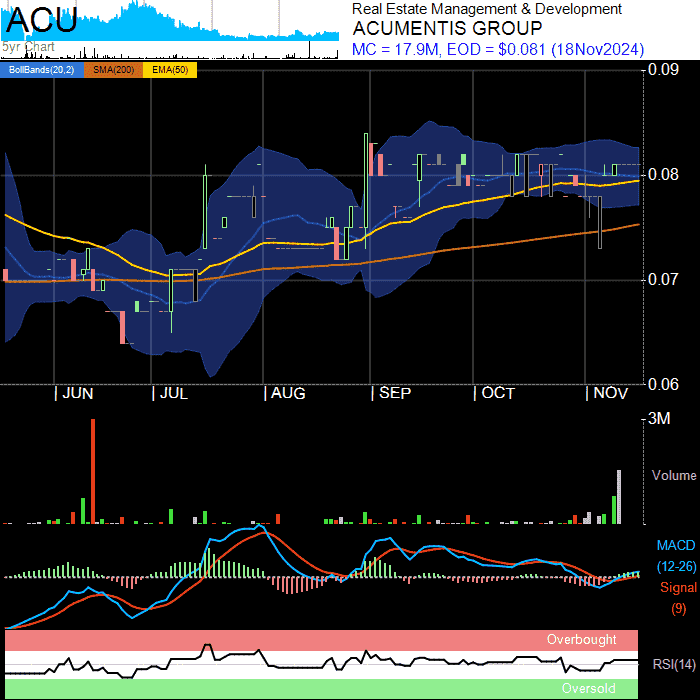 ACU
5yr Chart
Real Estate Management & Development
ACUMENTIS GROUP
MC = 17.9M, EOD = $0.081 (18Nov2024)
BollBands(20,2) SMA(200) EMA(50)
0.09
0.08
0.07
0.06
JUN JUL AUG SEP OCT NOV
3M
Volume
MACD
(12-26)
Signal
(9)
Overbought
RSI(14)
Oversold